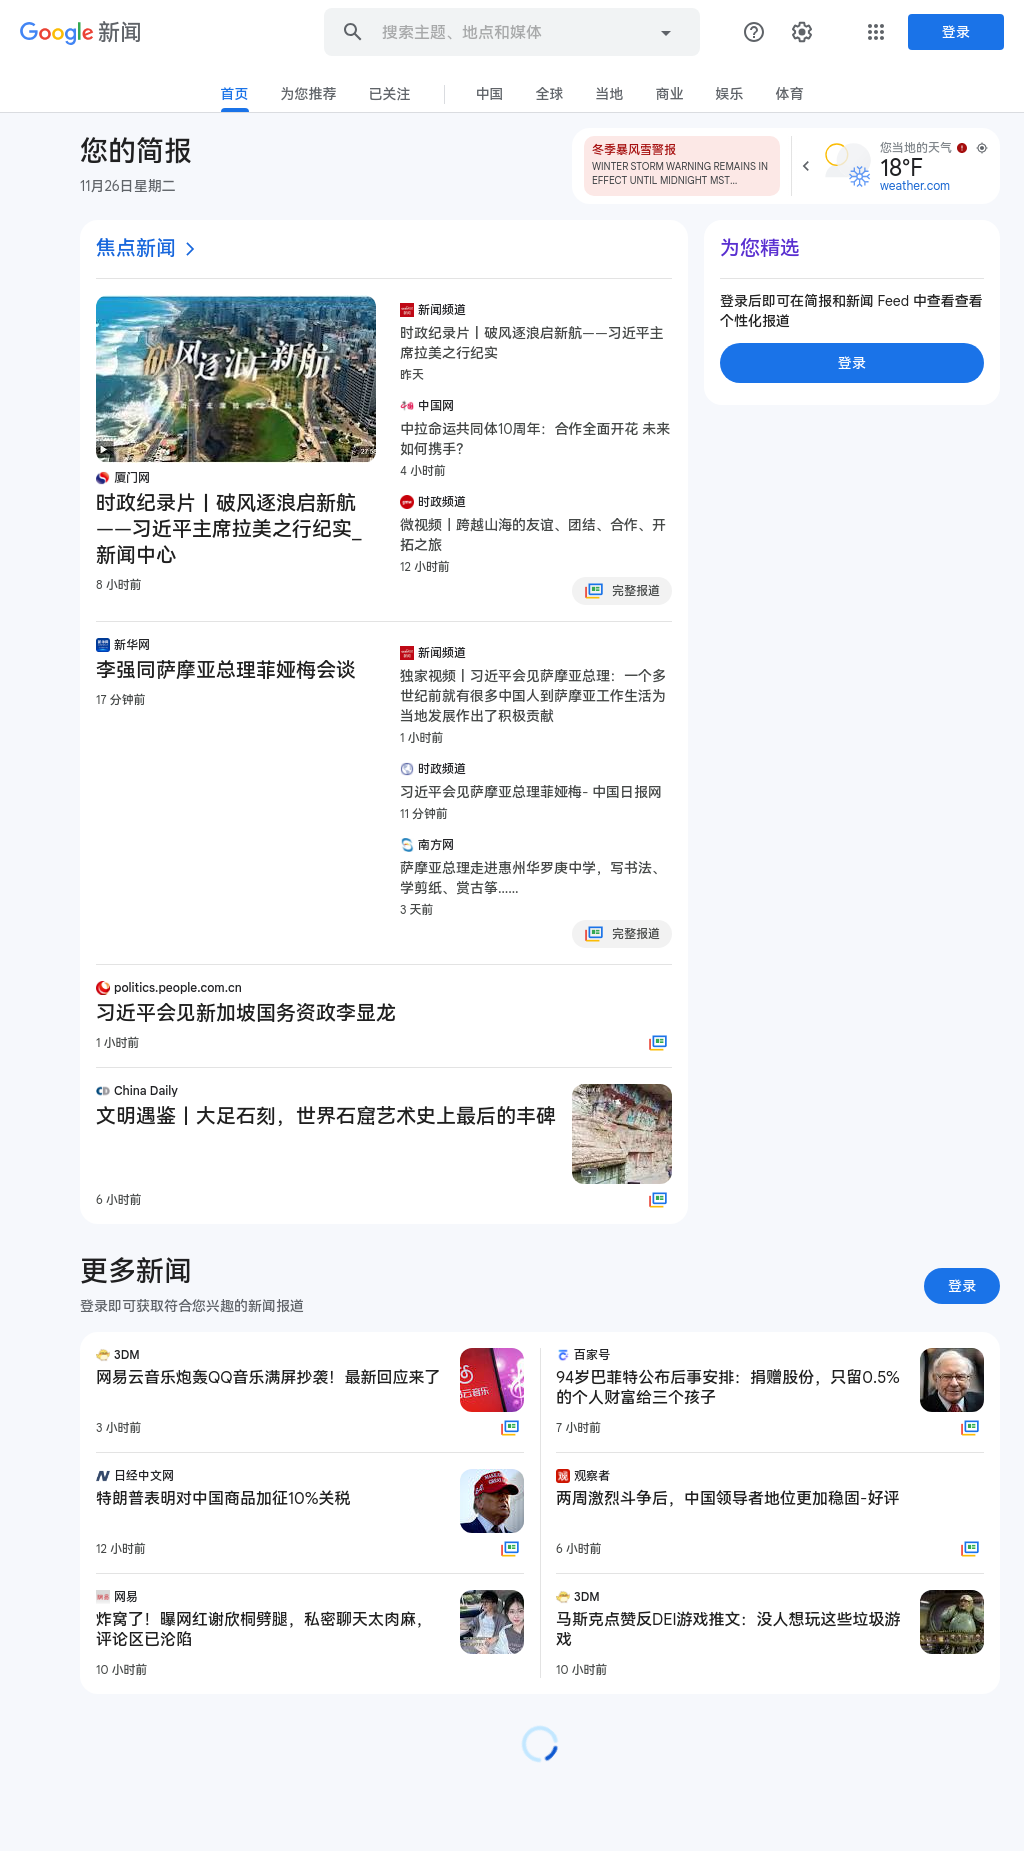 Google 新闻
搜索主题、地点和媒体
登录
首页
为您推荐
已关注
中国
全球
当地
商业
娱乐
体育
您的简报
11月26日星期二
冬季暴风雪警报
WINTER STORM WARNING REMAINS IN
EFFECT UNTIL MIDNIGHT MST...
您当地的天气
18°F
weather.com
焦点新闻
破风逐浪启新航
27:58
厦门网
时政纪录片丨破风逐浪启新航
——习近平主席拉美之行纪实_
新闻中心
8 小时前
新闻频道
时政纪录片丨破风逐浪启新航——习近平主
席拉美之行纪实
昨天
中国网
中拉命运共同体10周年：合作全面开花 未来
如何携手？
4 小时前
时政频道
微视频丨跨越山海的友谊、团结、合作、开
拓之旅
12 小时前
完整报道
新华网
李强同萨摩亚总理菲娅梅会谈
17 分钟前
新闻频道
独家视频丨习近平会见萨摩亚总理：一个多
世纪前就有很多中国人到萨摩亚工作生活为
当地发展作出了积极贡献
1 小时前
时政频道
习近平会见萨摩亚总理菲娅梅- 中国日报网
11 分钟前
南方网
萨摩亚总理走进惠州华罗庚中学，写书法、
学剪纸、赏古筝……
3 天前
完整报道
politics.people.com.cn
习近平会见新加坡国务资政李显龙
1 小时前
China Daily
文明遇鉴丨大足石刻，世界石窟艺术史上最后的丰碑
6 小时前
为您精选
登录后即可在简报和新闻 Feed 中查看查看
个性化报道
登录
更多新闻
登录即可获取符合您兴趣的新闻报道
登录
3DM
网易云音乐炮轰QQ音乐满屏抄袭！最新回应来了
3 小时前
日经中文网
特朗普表明对中国商品加征10%关税
12 小时前
网易
炸窝了！曝网红谢欣桐劈腿，私密聊天太肉麻，
评论区已沦陷
10 小时前
百家号
94岁巴菲特公布后事安排：捐赠股份，只留0.5%
的个人财富给三个孩子
7 小时前
观察者
两周激烈斗争后，中国领导者地位更加稳固-好评
6 小时前
3DM
马斯克点赞反DEI游戏推文：没人想玩这些垃圾游
戏
10 小时前